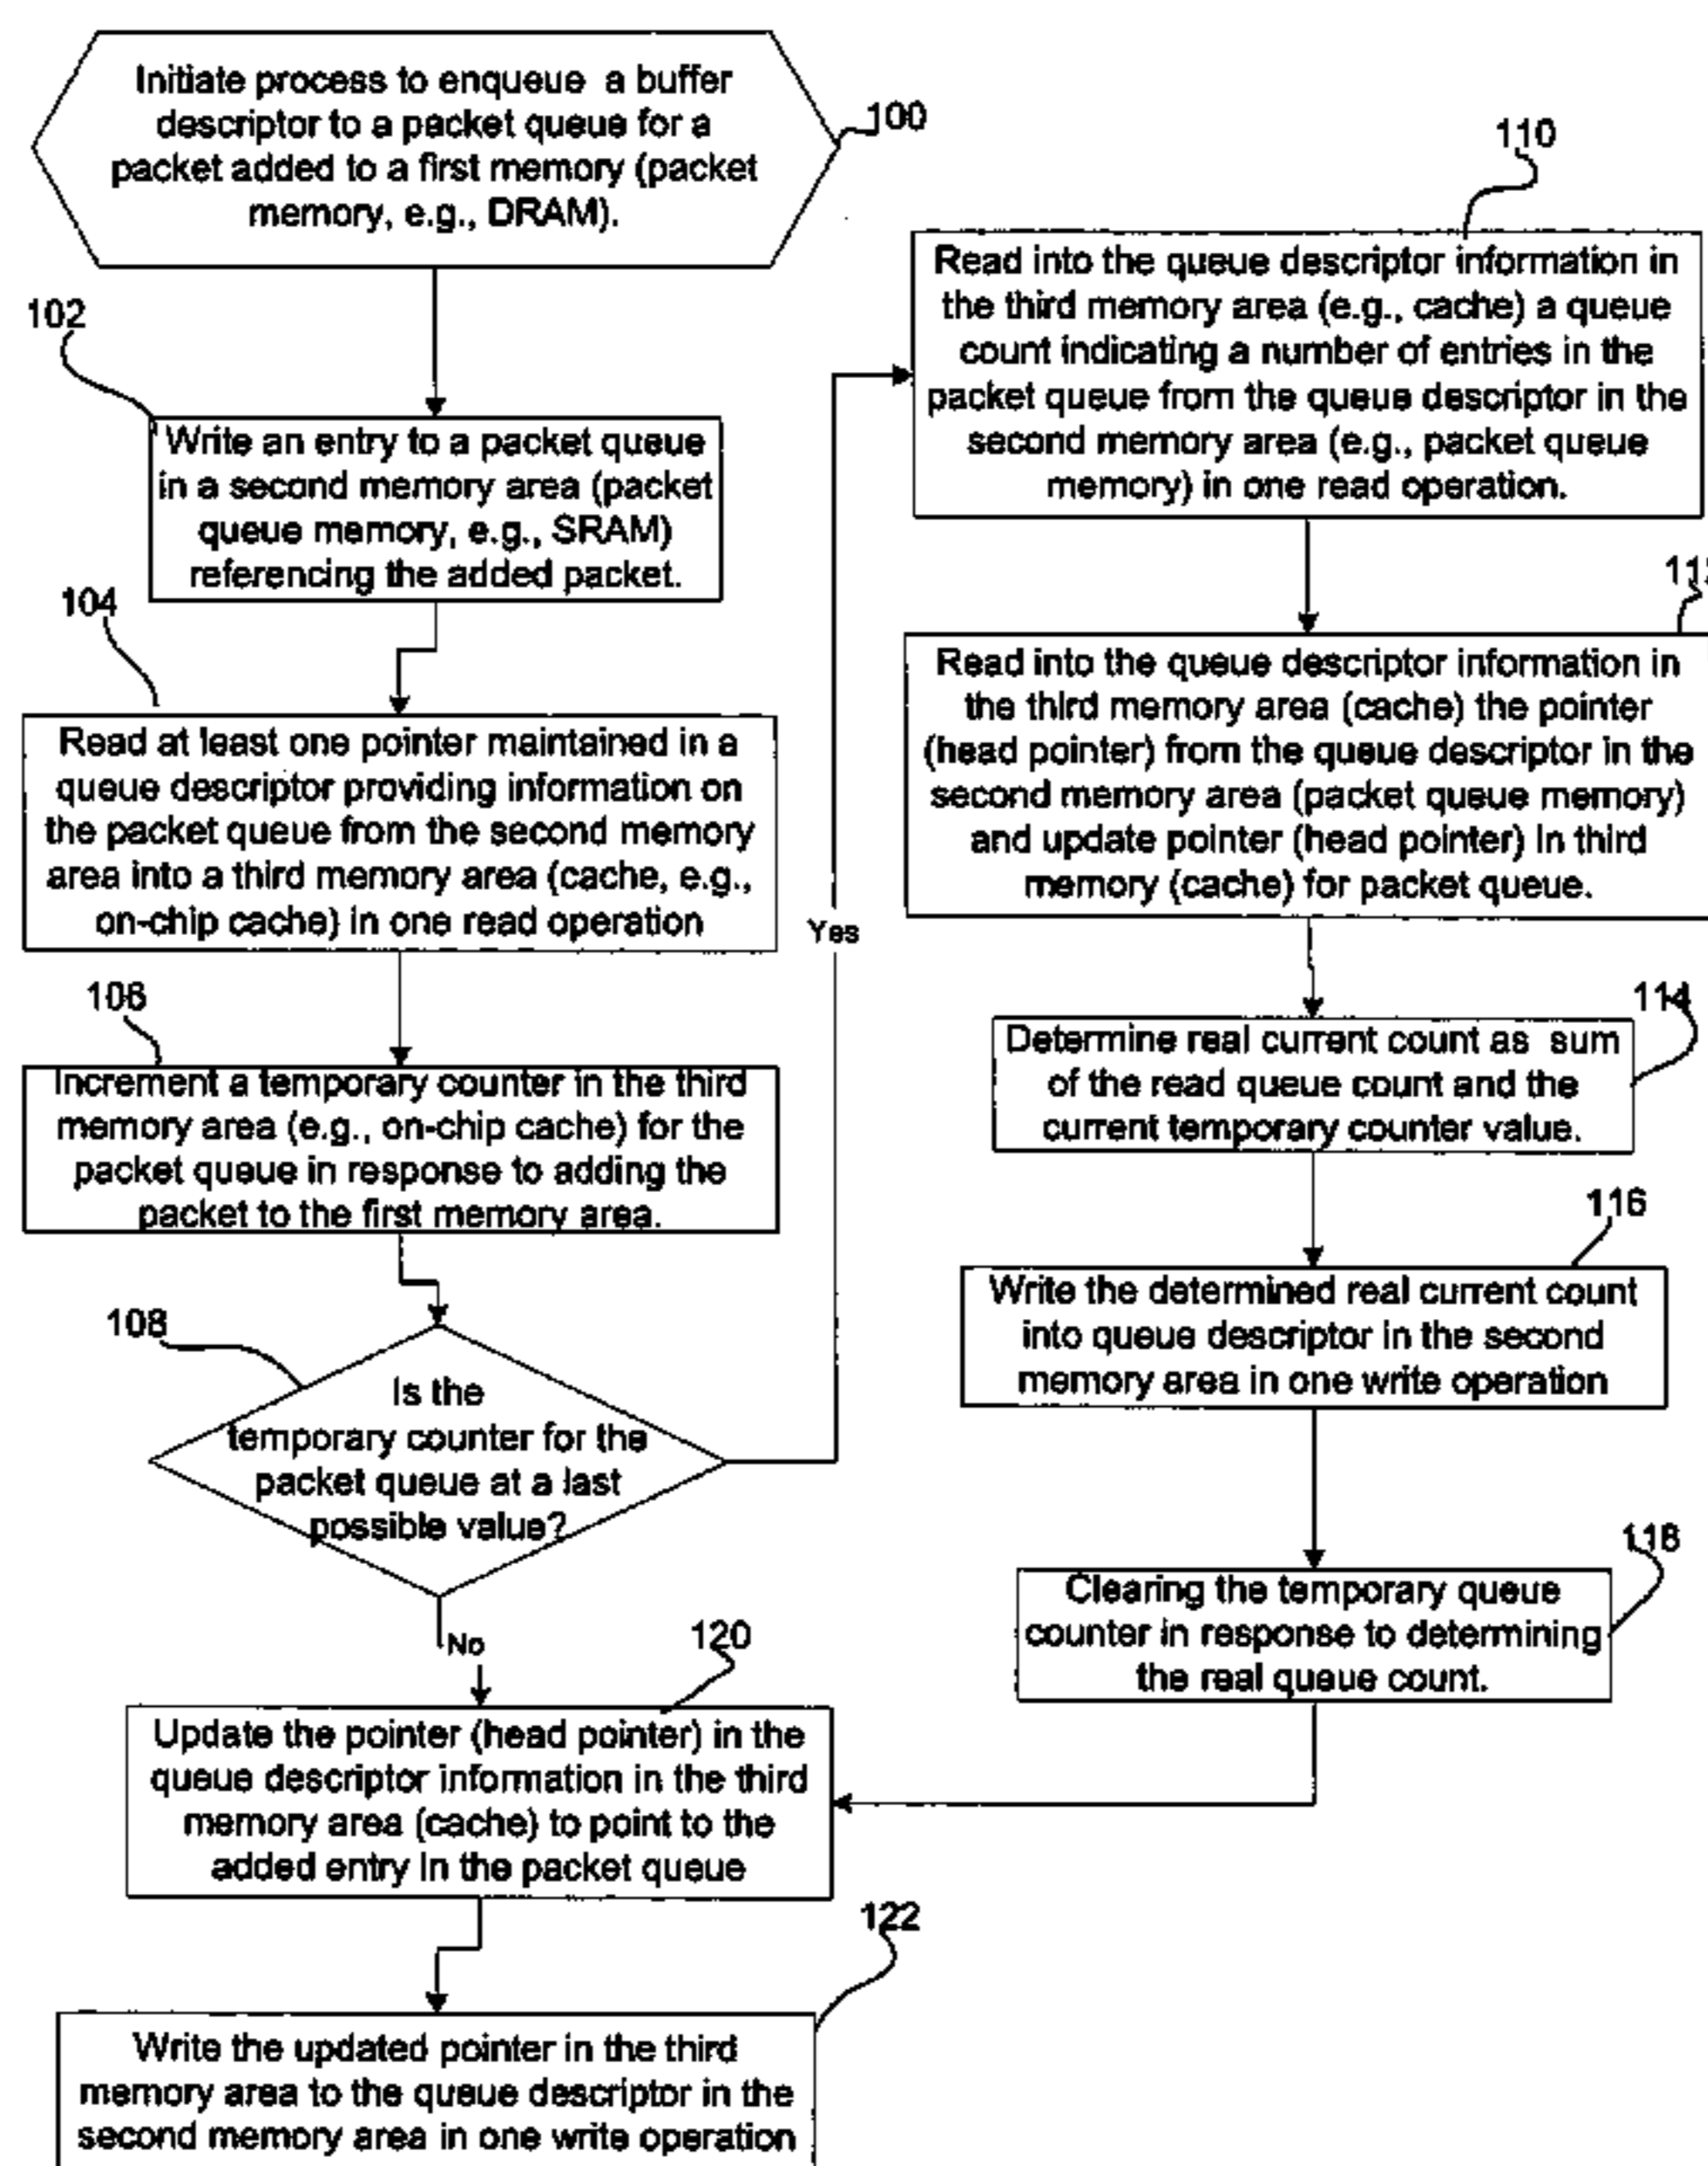 Initiate process to enqueue a buffer
descriptor to a packet queue for a
packet added to a first memory (packet
memory, e.g., DRAM).
100
102
Write an entry to a packet queue
in a second memory area (packet
queue memory, e.g., SRAM)
referencing the added packet.
104
Read at least one pointer maintained in a
queue descriptor providing information on
the packet queue from the second memory
area into a third memory area (cache, e.g.,
on-chip cache) in one read operation
106
Increment a temporary counter in the third
memory area (e.g., on-chip cache) for the
packet queue in response to adding the
packet to the first memory area.
108
Is the
temporary counter for the
packet queue at a last
possible value?
Yes
No
110
Read into the queue descriptor information in
the third memory area (e.g., cache) a queue
count indicating a number of entries in the
packet queue from the queue descriptor in the
second memory area (e.g., packet queue
memory) in one read operation.
Read into the queue descriptor information in
the third memory area (cache) the pointer
(head pointer) from the queue descriptor in the
second memory area (packet queue memory)
and update pointer (head pointer) in third
memory (cache) for packet queue.
114
Determine real current count as sum
of the read queue count and the
current temporary counter value.
116
Write the determined real current count
into queue descriptor in the second
memory area in one write operation
118
Clearing the temporary queue
counter in response to determining
the real queue count.
120
Update the pointer (head pointer) in the
queue descriptor information in the third
memory area (cache) to point to the
added entry in the packet queue
122
Write the updated pointer in the third
memory area to the queue descriptor in the
second memory area in one write operation